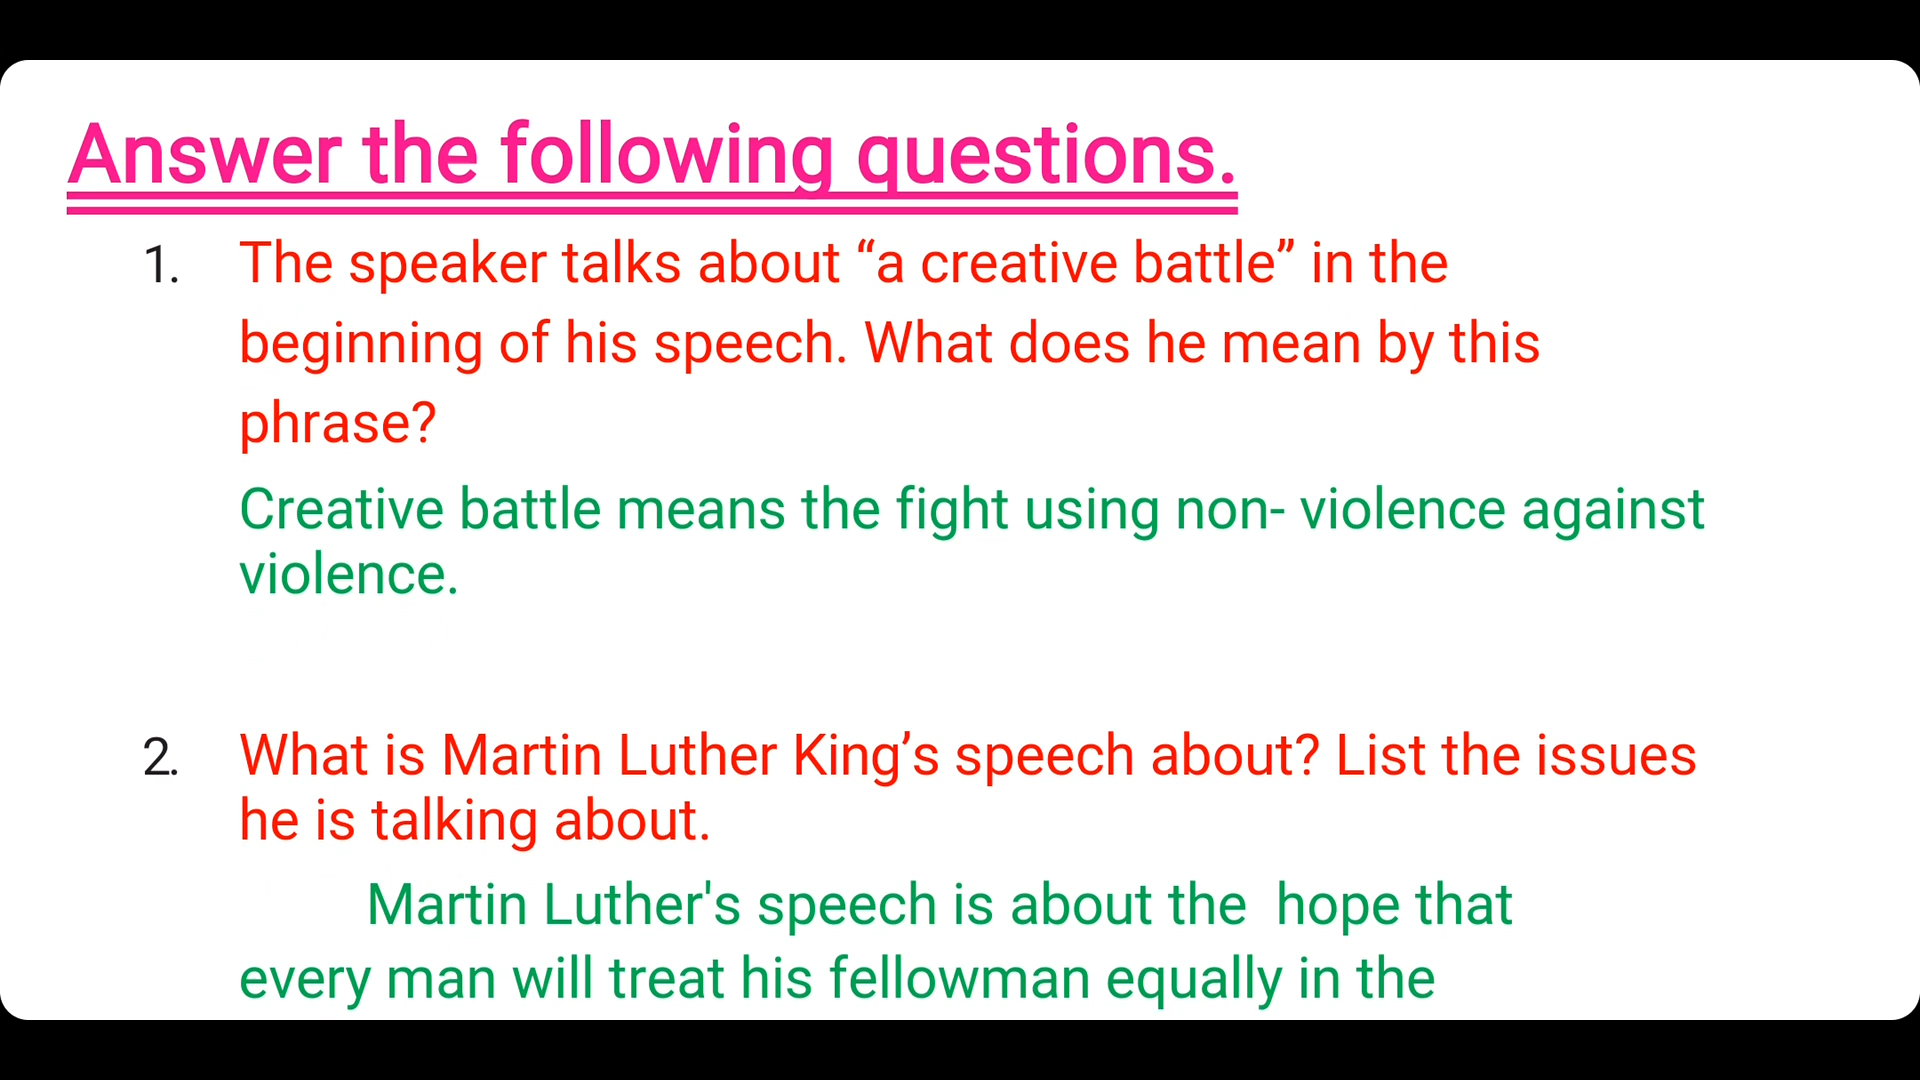 Answer the following questions.
1. The speaker talks about “a creative battle” in the
beginning of his speech. What does he mean by this
phrase?
Creative battle means the fight using non- violence against
violence.
2. What is Martin Luther King’s speech about? List the issues
he is talking about.
Martin Luther's speech is about the  hope that
every man will treat his fellowman equally in the